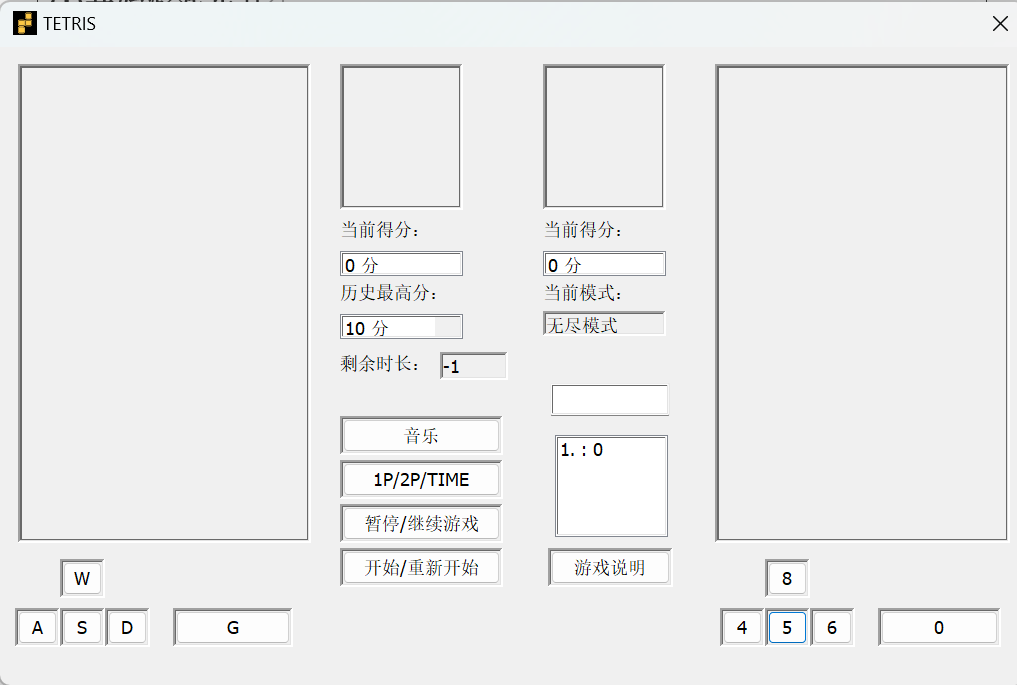 TETRIS
当前得分:
当前得分:
0 分
0 分
历史最高分:
当前模式:
10 分
无尽模式
剩余时长:
-1
音乐
1. : 0
1P/2P/TIME
暂停/继续游戏
开始/重新开始
游戏说明
W
8
A
S
D
G
4
5
6
0